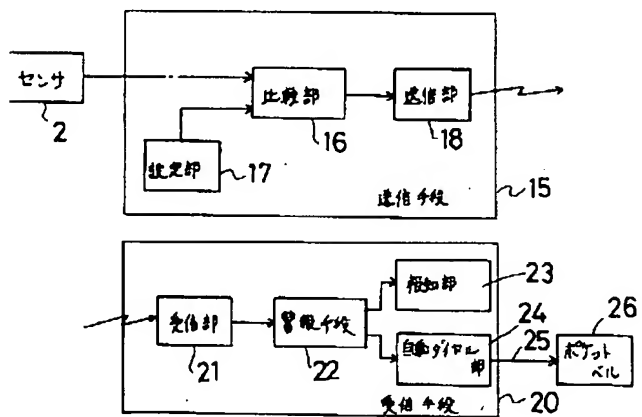 センサ
2
比較部
16
送信部
18
設定部
17
送信手段
15
受信部
21
警報手段
22
報知部
23
自動ダイヤル
部
24
25
ポケット
ベル
26
受信手段
20